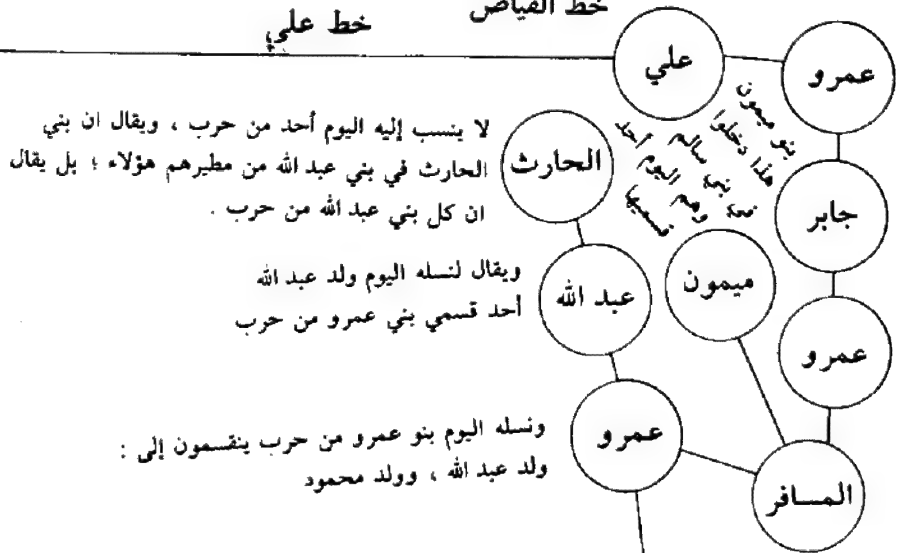 خط الفياض
خط علي
عمرو
علي
بنو ميمون
هذا دخلوا
في بني سالم
وهم اليوم أحد
قسميها
جابر
الحارث
لا ينسب إليه اليوم أحد من حرب ، ويقال ان بني
الحارث في بني عبد الله من مطيرهم هؤلاء ؛ بل يقال
ان كل بني عبد الله من حرب .
ميمون
عبد الله
ويقال لنسله اليوم ولد عبد الله
أحد قسمي بني عمرو من حرب
عمرو
عمرو
ونسله اليوم بنو عمرو من حرب ينقسمون إلى :
ولد عبد الله ، وولد محمود
المسافر